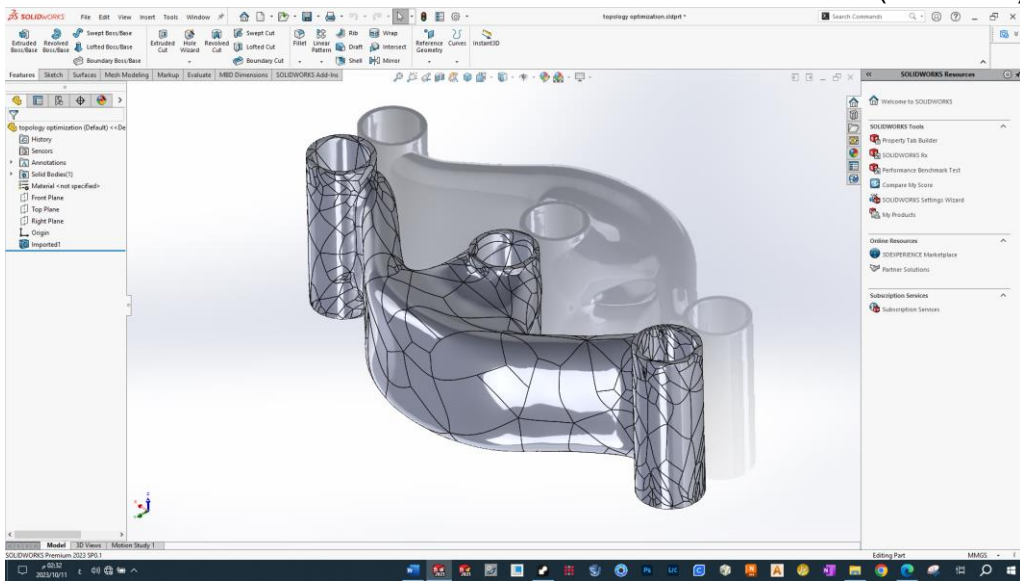 SOLIDWORKS File Edit View Insert Tools Window
topology optimization.sldprt *
Search Commands
Extruded Boss/Base
Revolved Boss/Base
Swept Boss/Base
Lofted Boss/Base
Boundary Boss/Base
Extruded Cut
Hole Wizard
Revolved Cut
Swept Cut
Lofted Cut
Boundary Cut
Fillet
Linear Pattern
Rib
Draft
Shell
Wrap
Intersect
Mirror
Reference Geometry
Curves
Instant3D
Features Sketch Surfaces Mesh Modeling Markup Evaluate MBD Dimensions SOLIDWORKS Add-Ins
topology optimization (Default) <<De
History
Sensors
Annotations
Solid Bodies(1)
Material <not specified>
Front Plane
Top Plane
Right Plane
Origin
Imported1
SOLIDWORKS Resources
Welcome to SOLIDWORKS
SOLIDWORKS Tools
Property Tab Builder
SOLIDWORKS Rx
Performance Benchmark Test
Compare My Score
SOLIDWORKS Settings Wizard
My Products
Online Resources
3DEXPERIENCE Marketplace
Partner Solutions
Subscription Services
Subscription Services
Model 3D Views Motion Study 1
SOLIDWORKS Premium 2023 SP0.1
Editing Part
MMGS
02:32 م
2023/10/11